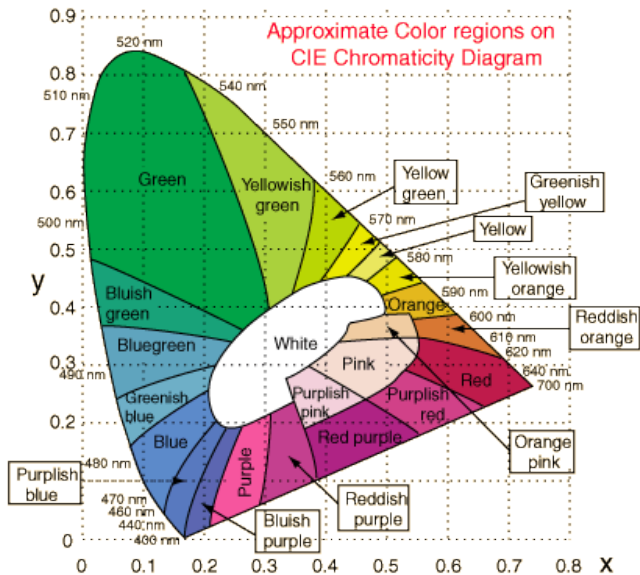 Approximate Color regions on
CIE Chromaticity Diagram
0.9
520 nm
0.8
540 nm
510 nm
550 nm
0.7
Green
Yellowish
green
560 nm
Yellow
green
Greenish
yellow
0.6
570 nm
500 nm
Yellow
0.5
580 nm
Yellowish
orange
y
Bluish
green
590 nm
0.4
Orange
600 nm
Reddish
orange
Bluegreen
White
610 nm
620 nm
0.3
Pink
490 nm
Red
640 nm
700 nm
Greenish
blue
Purplish
pink
Purplish
red
0.2
Blue
Red purple
Orange
pink
480 nm
Purple
Purplish
blue
470 nm
460 nm
440 nm
400 nm
Bluish
purple
Reddish
purple
0
0
0.1
0.2
0.3
0.4
0.5
0.6
0.7
0.8
x